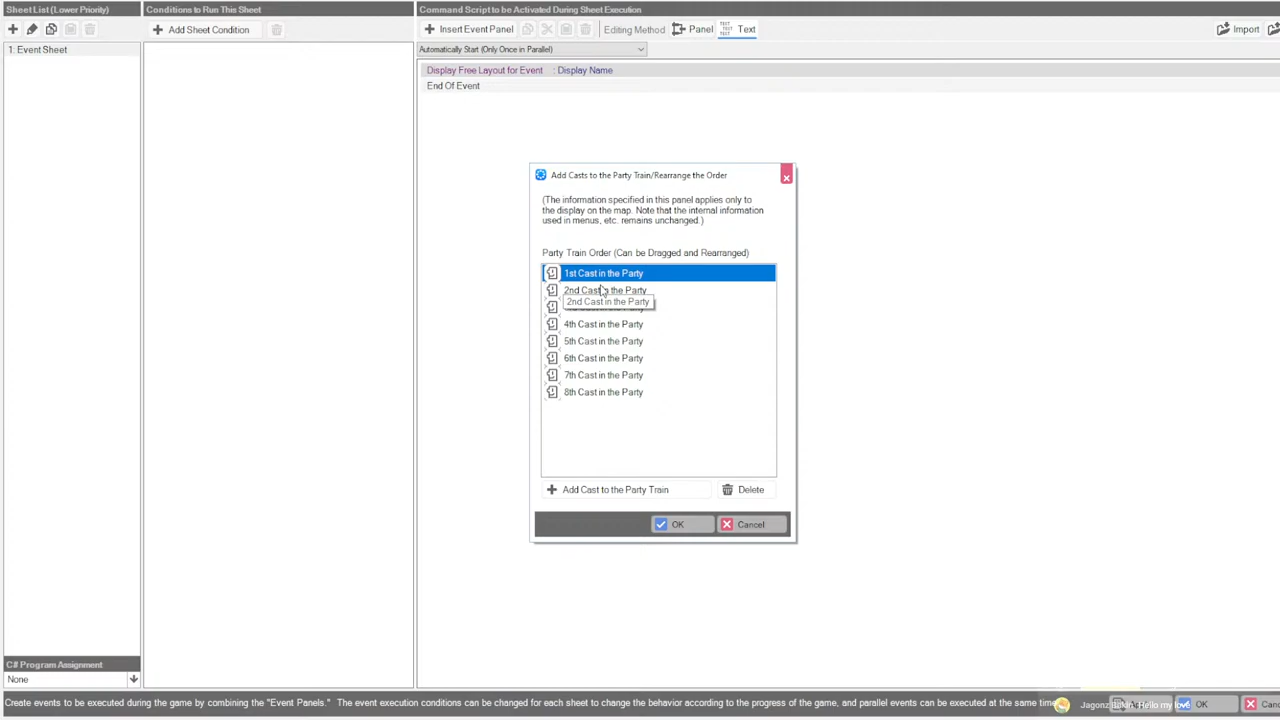 Sheet List (Lower Priority)
Conditions to Run This Sheet
Command Script to be Activated During Sheet Execution
Add Sheet Condition
Insert Event Panel
Editing Method
Panel
Text
Import
1: Event Sheet
Automatically Start (Only Once in Parallel)
Display Free Layout for Event : Display Name
End Of Event
Add Casts to the Party Train/Rearrange the Order
(The information specified in this panel applies only to
the display on the map. Note that the internal information
used in menus, etc. remains unchanged.)
Party Train Order (Can be Dragged and Rearranged)
1st Cast in the Party
2nd Cast in the Party
2nd Cast in the Party
4th Cast in the Party
5th Cast in the Party
6th Cast in the Party
7th Cast in the Party
8th Cast in the Party
Add Cast to the Party Train
Delete
OK
Cancel
C# Program Assignment
None
Create events to be executed during the game by combining the "Event Panels." The event execution conditions can be changed for each sheet to change the behavior according to the progress of the game, and parallel events can be executed at the same time
Hello my love
OK
Can